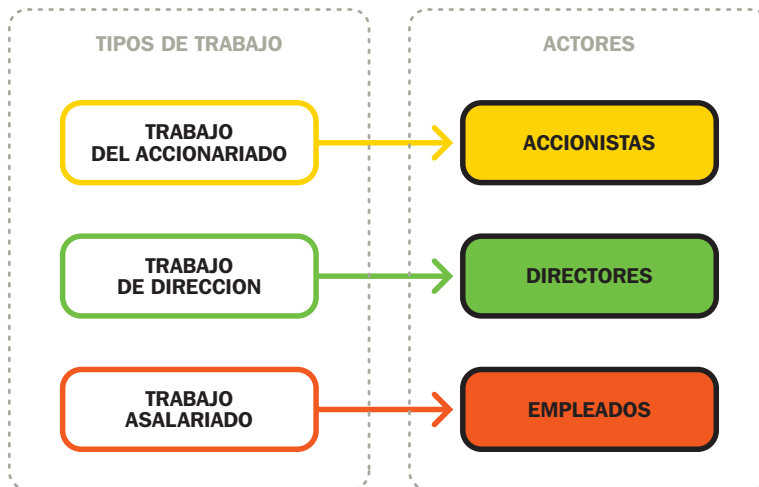 TIPOS DE TRABAJO
ACTORES
TRABAJO
DEL ACCIONARIADO
ACCIONISTAS
TRABAJO
DE DIRECCION
DIRECTORES
TRABAJO
ASALARIADO
EMPLEADOS